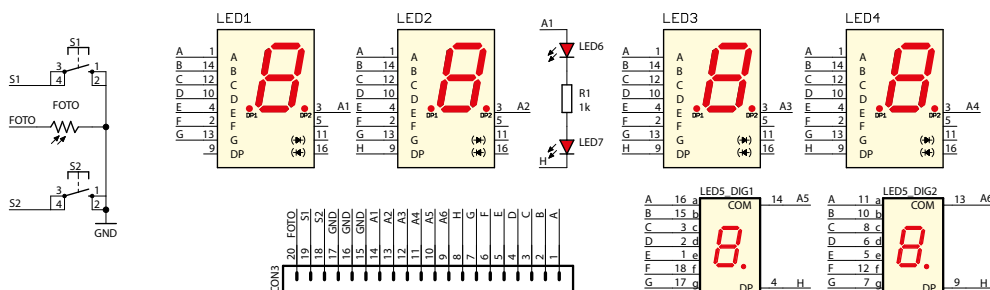 LED1 LED2 A1 LED3 LED4
S1 3 1 4 2 S1
FOTO
FOTO
S2 3 1 4 2 S2
GND
A 1 A
B 14 B
C 12 C
D 10 D
E 4 E DP1 DP2 3 A1
F 2 F 5
G 13 G 11
9 DP 16
A 1 A
B 14 B
C 12 C
D 10 D
E 4 E DP1 DP2 3 A2
F 2 F 5
G 13 G 11
H 9 DP 16
LED6
R1
1k
LED7
H
A 1 A
B 14 B
C 12 C
D 10 D
E 4 E DP1 DP2 3 A3
F 2 F 5
G 13 G 11
H 9 DP 16
A 1 A
B 14 B
C 12 C
D 10 D
E 4 E DP1 DP2 3 A4
F 2 F 5
G 13 G 11
H 9 DP 16
FOTO S1 S2 GND GND GND A1 A2 A3 A4 A5 A6 H G F E D C B A
20 19 18 17 16 15 14 13 12 11 10 9 8 7 6 5 4 3 2 1
CON3
LED5_DIG1
A 16 a COM 14 A5
B 15 b
C 3 c
D 2 d
E 1 e
F 18 f
G 17 g DP 4 H
LED5_DIG2
A 11 a COM 13 A6
B 10 b
C 8 c
D 6 d
E 5 e
F 12 f
G 7 g DP 9 H